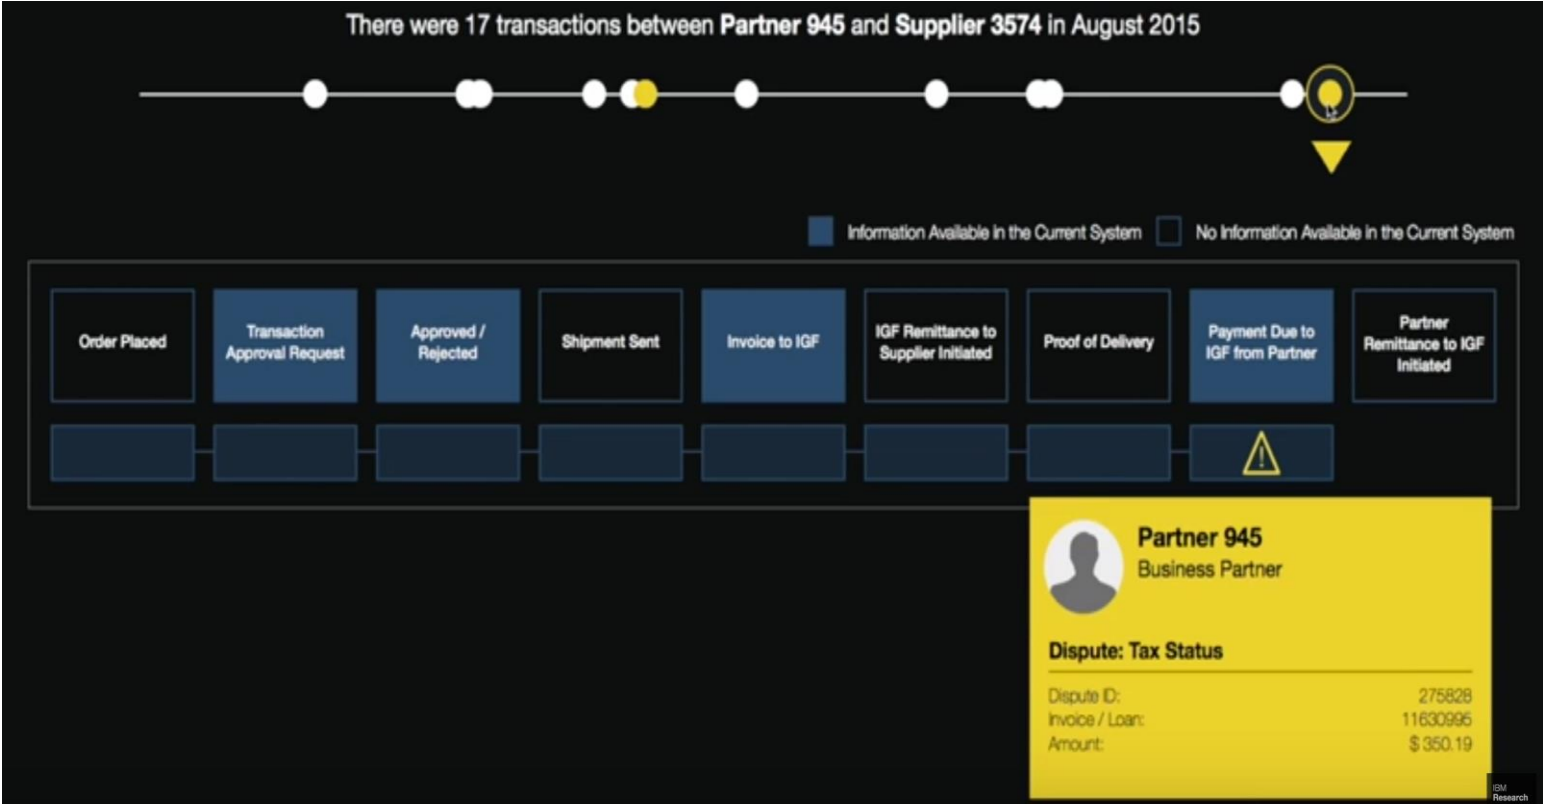 There were 17 transactions between Partner 945 and Supplier 3574 in August 2015
Information Available in the Current System
No Information Available in the Current System
Order Placed
Transaction
Approval Request
Approved /
Rejected
Shipment Sent
Invoice to IGF
IGF Remittance to
Supplier Initiated
Proof of Delivery
Payment Due to
IGF from Partner
Partner
Remittance to IGF
Initiated
Partner 945
Business Partner
Dispute: Tax Status
Dispute ID: 275828
Invoice / Loan: 11630995
Amount: $ 350.19
IBM
Research